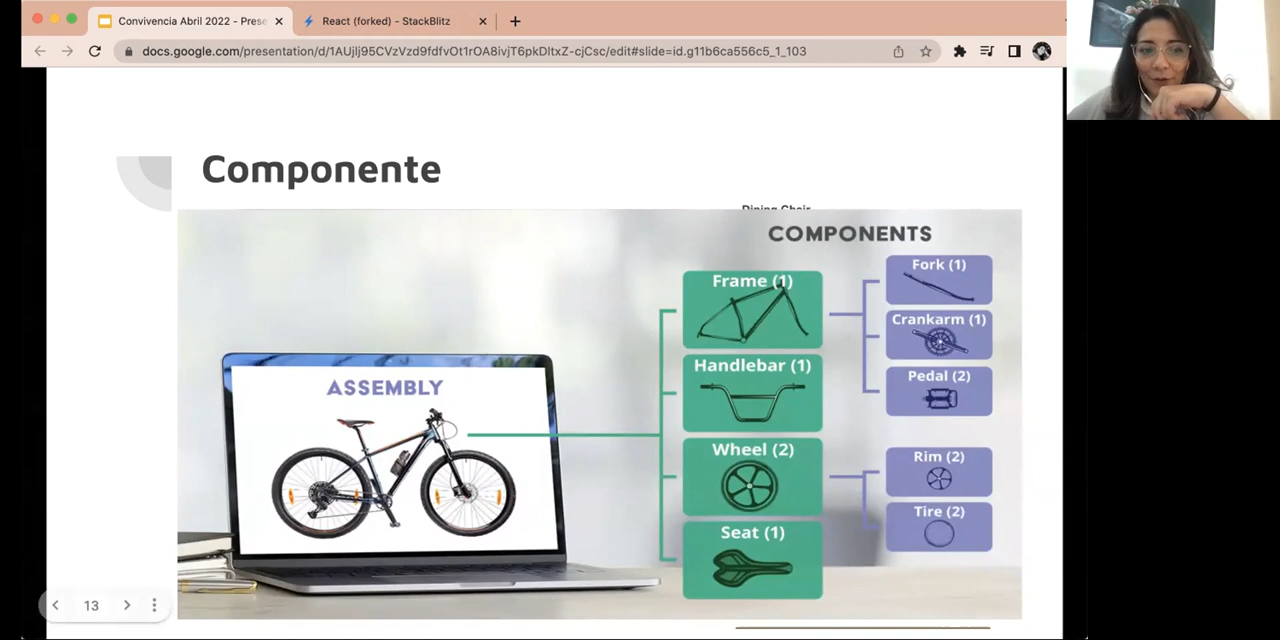 Convivencia Abril 2022 - Prese
React (forked) - StackBlitz
docs.google.com/presentation/d/1AUjlj95CVzVzd9fdfvOt1rOA8ivjT6pkDltxZ-cjCsc/edit#slide=id.g11b6ca556c5_1_103
Componente
Dining Chair
COMPONENTS
ASSEMBLY
Frame (1)
Handlebar (1)
Wheel (2)
Seat (1)
Fork (1)
Crankarm (1)
Pedal (2)
Rim (2)
Tire (2)
13